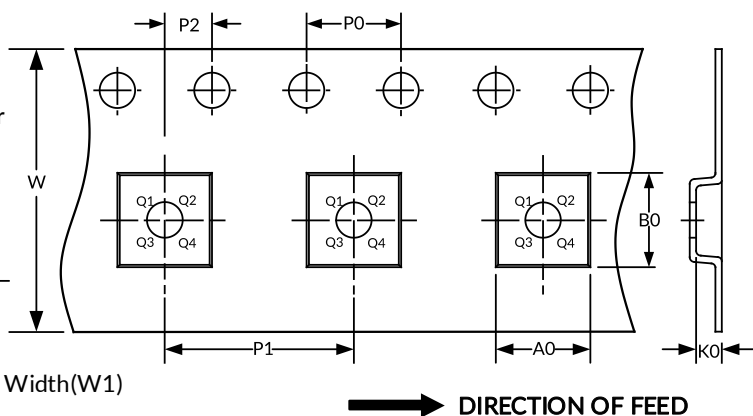 P2 P0
r
W
Q1 Q2 Q1 Q2 Q1 Q2
B0
Q3 Q4 Q3 Q4 Q3 Q4
P1 A0 K0
Width(W1)
DIRECTION OF FEED